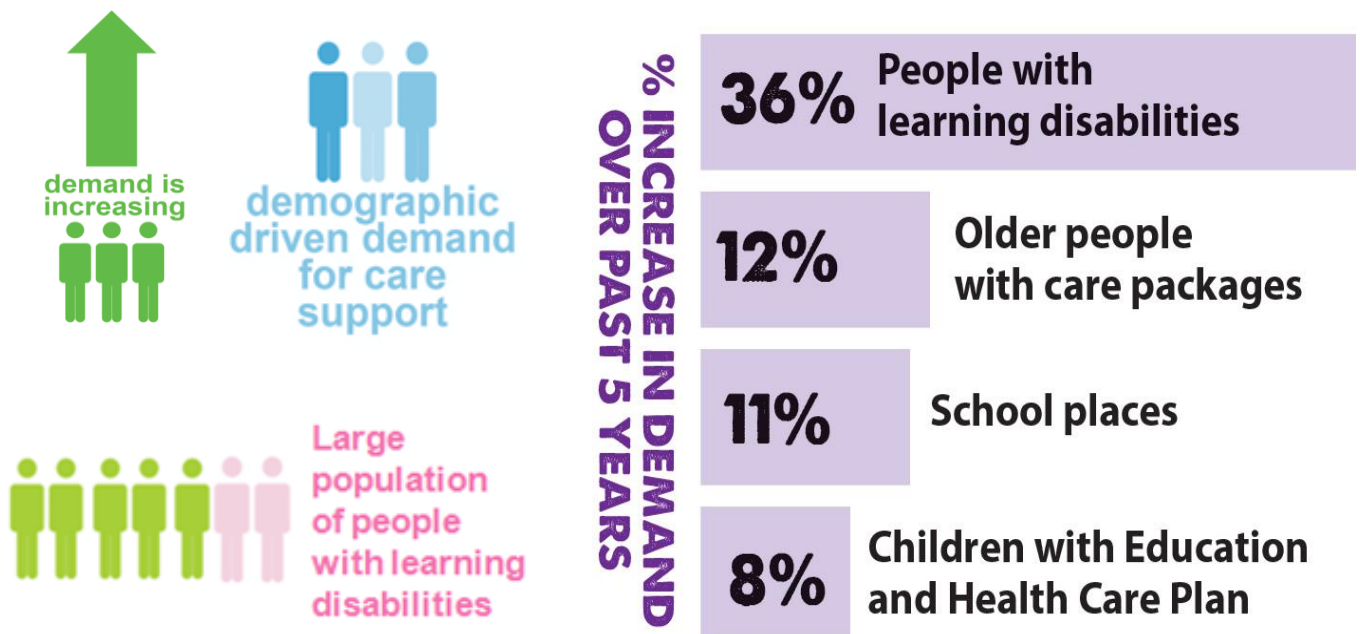 demand is
increasing
demographic
driven demand
for care
support
Large
population
of people
with learning
disabilities
% INCREASE IN DEMAND
OVER PAST 5 YEARS
36%
People with
learning disabilities
12%
Older people
with care packages
11%
School places
8%
Children with Education
and Health Care Plan